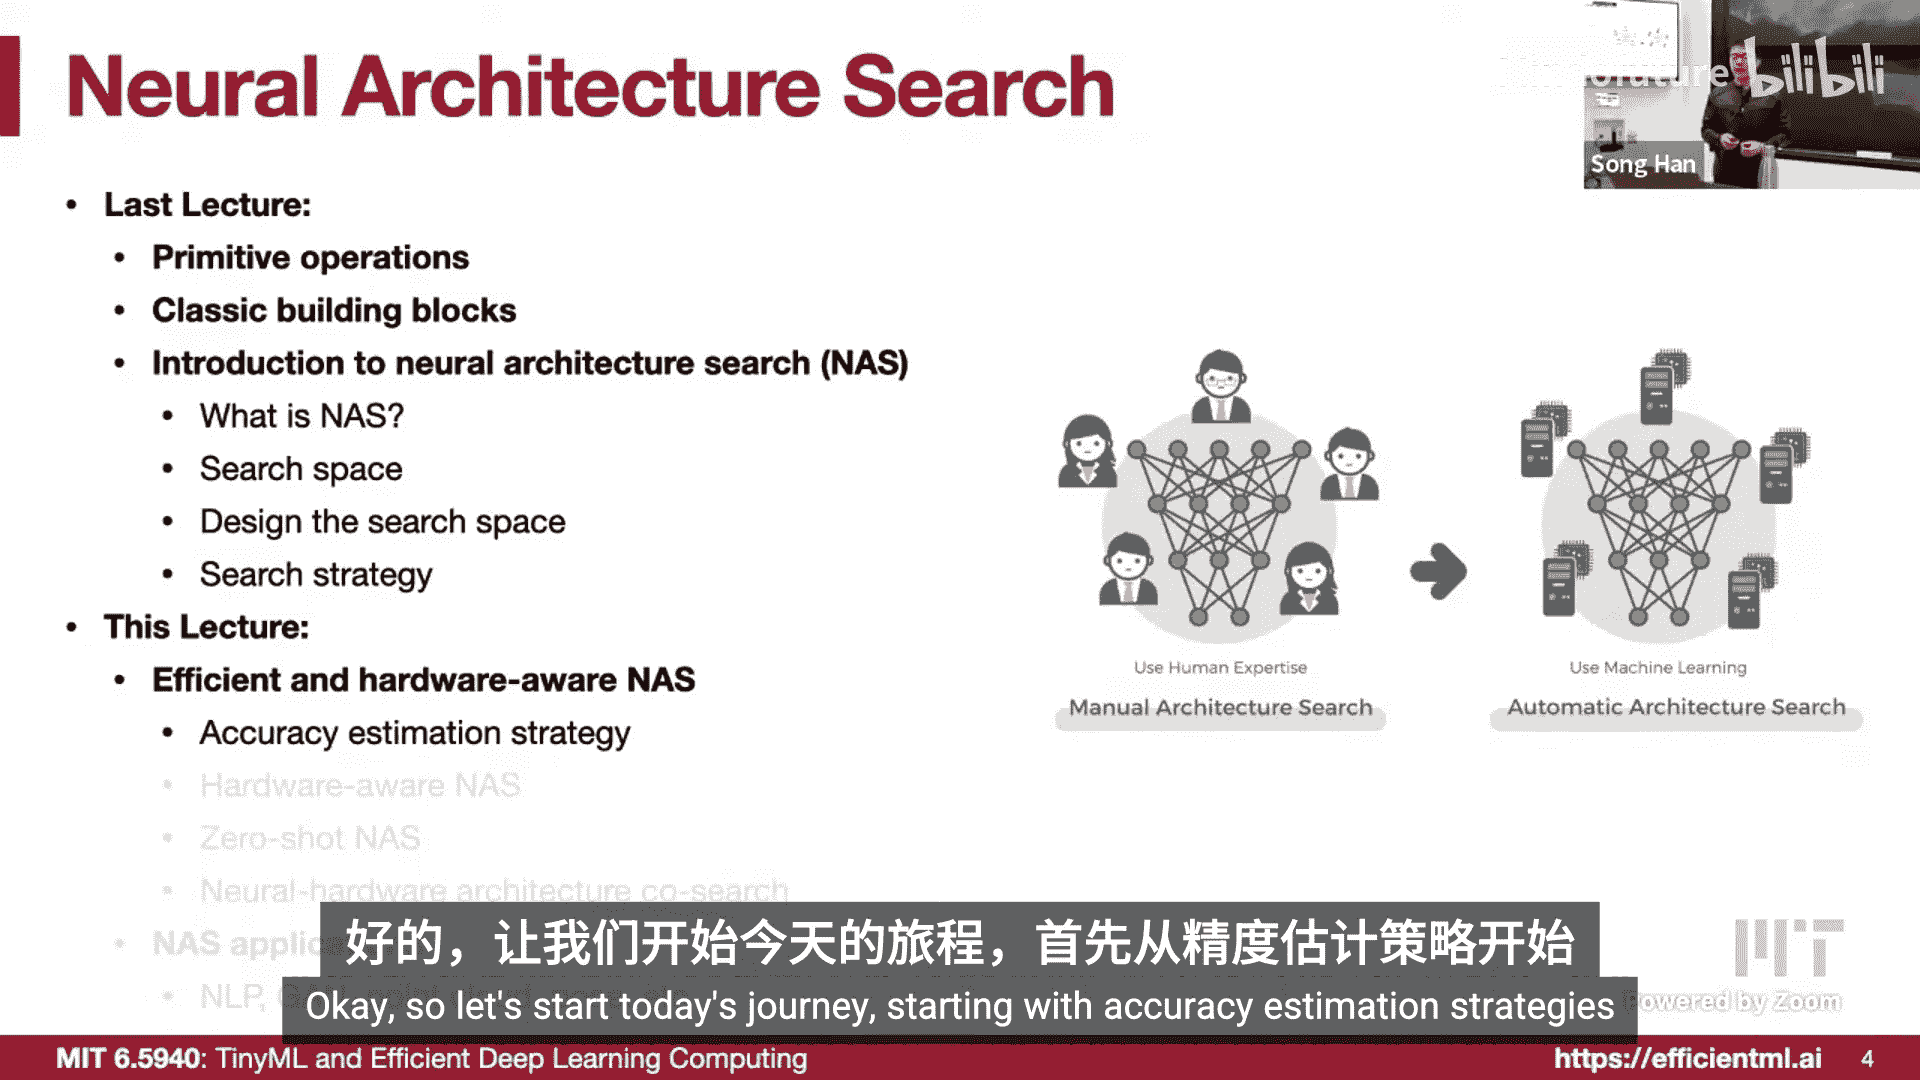 Neural Architecture Search
bilibili
Song Han
Last Lecture:
Primitive operations
Classic building blocks
Introduction to neural architecture search (NAS)
What is NAS?
Search space
Design the search space
Search strategy
This Lecture:
Efficient and hardware-aware NAS
Accuracy estimation strategy
Hardware-aware NAS
Zero-shot NAS
Neural-hardware architecture co-search
NAS
NLP,
Use Human Expertise
Manual Architecture Search
Use Machine Learning
Automatic Architecture Search
好的，让我们开始今天的旅程，首先从精度估计策略开始
Okay, so let's start today's journey, starting with accuracy estimation strategies
MIT
Powered by Zoom
MIT 6.5940: TinyML and Efficient Deep Learning Computing
https://efficientml.ai
4